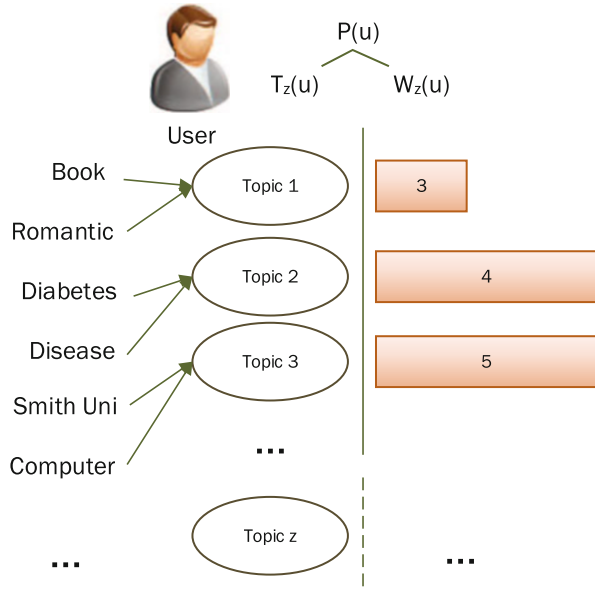 P(u)
Tz(u) Wz(u)
User
Book
Topic 1 3
Romantic
Topic 2 4
Diabetes
Disease
Topic 3 5
Smith Uni
...
Computer
Topic z
... ...